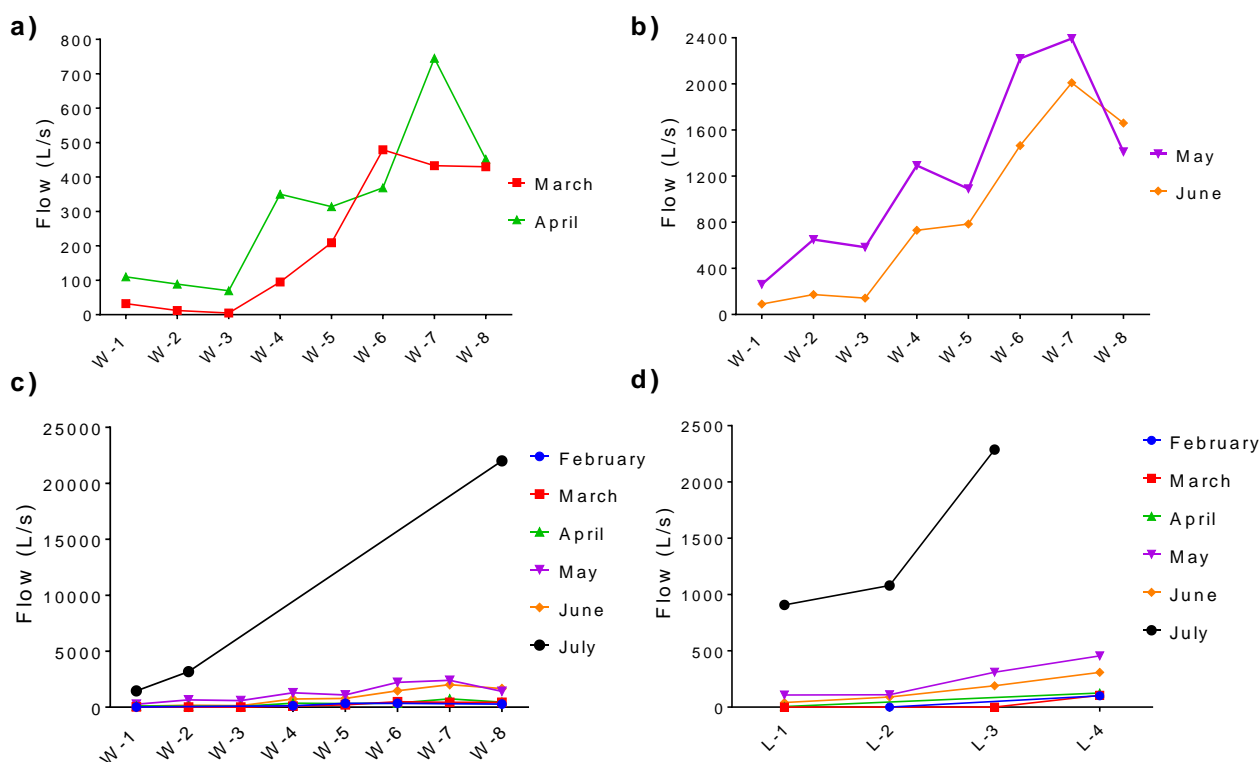 a)
800
700
600
500
400
300
200
100
0
Flow (L/s)
W-1
W-2
W-3
W-4
W-5
W-6
W-7
W-8
March
April
b)
2400
2000
1600
1200
800
400
0
Flow (L/s)
W-1
W-2
W-3
W-4
W-5
W-6
W-7
W-8
May
June
c)
25000
20000
15000
10000
5000
0
Flow (L/s)
W-1
W-2
W-3
W-4
W-5
W-6
W-7
W-8
February
March
April
May
June
July
d)
2500
2000
1500
1000
500
0
Flow (L/s)
L-1
L-2
L-3
L-4
February
March
April
May
June
July